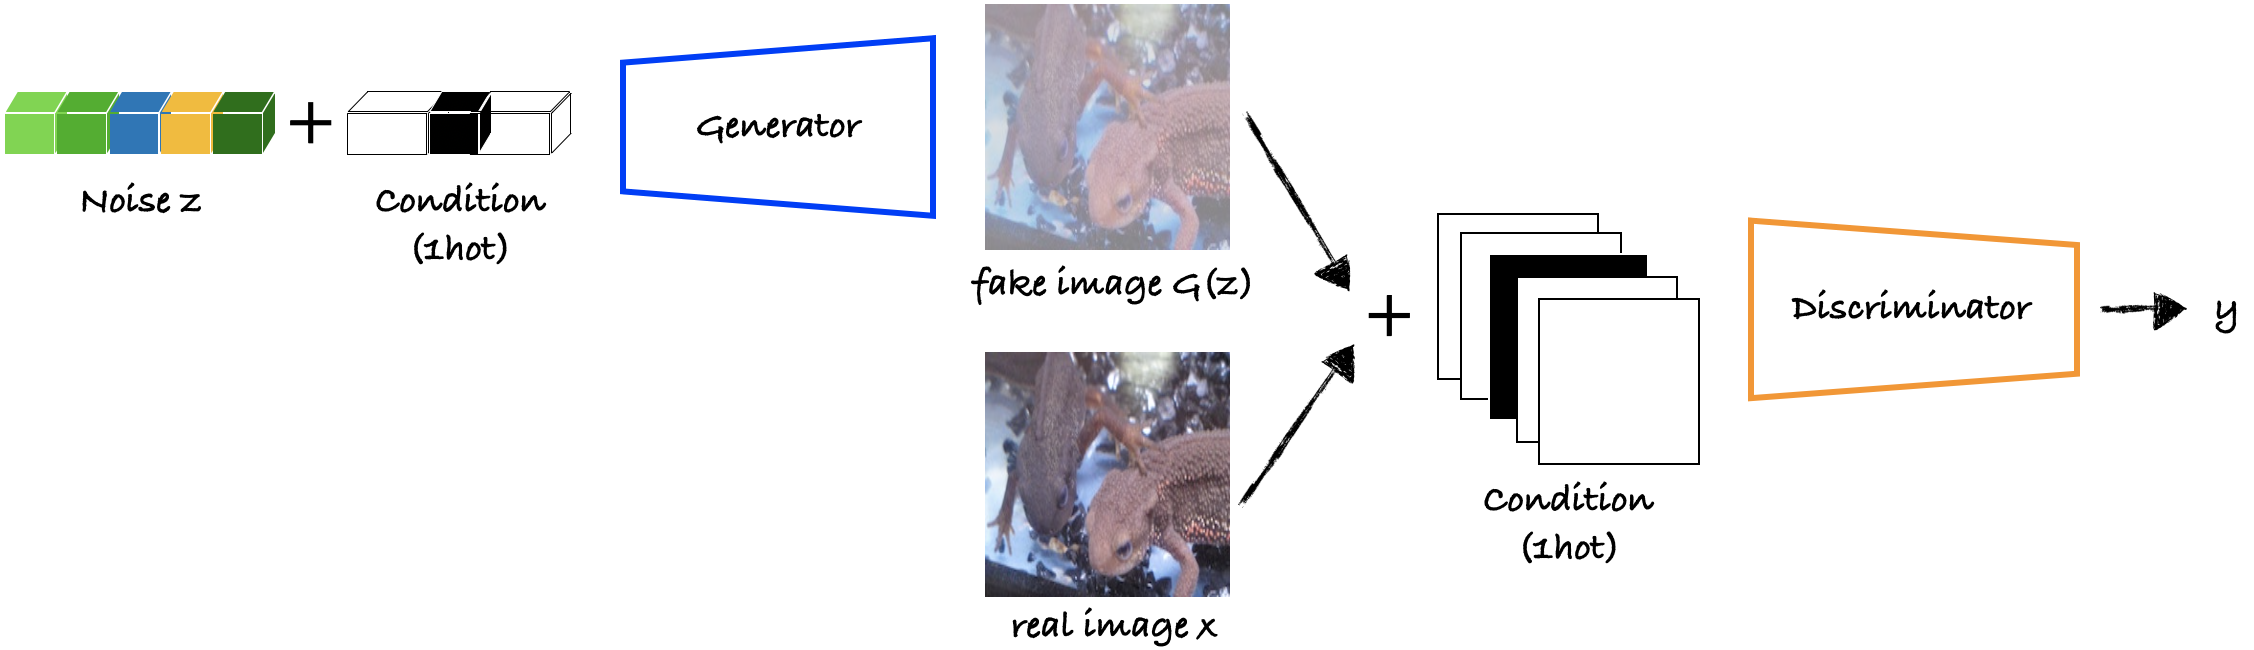 Noise z
+
Condition
(1hot)
Generator
fake image G(z)
real image x
+
Condition
(1hot)
Discriminator
y